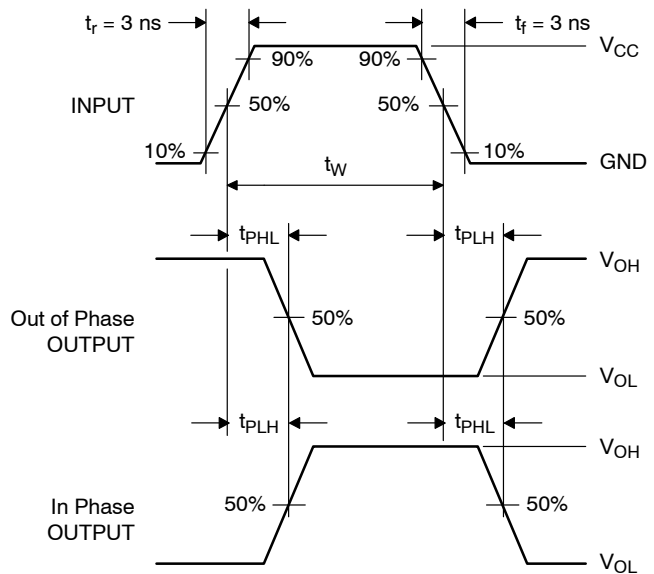 t_r = 3 ns
t_f = 3 ns
V_CC
90%
90%
INPUT
50%
50%
10%
10%
GND
t_W
t_PHL
t_PLH
V_OH
Out of Phase
OUTPUT
50%
50%
V_OL
t_PLH
t_PHL
V_OH
In Phase
OUTPUT
50%
50%
V_OL